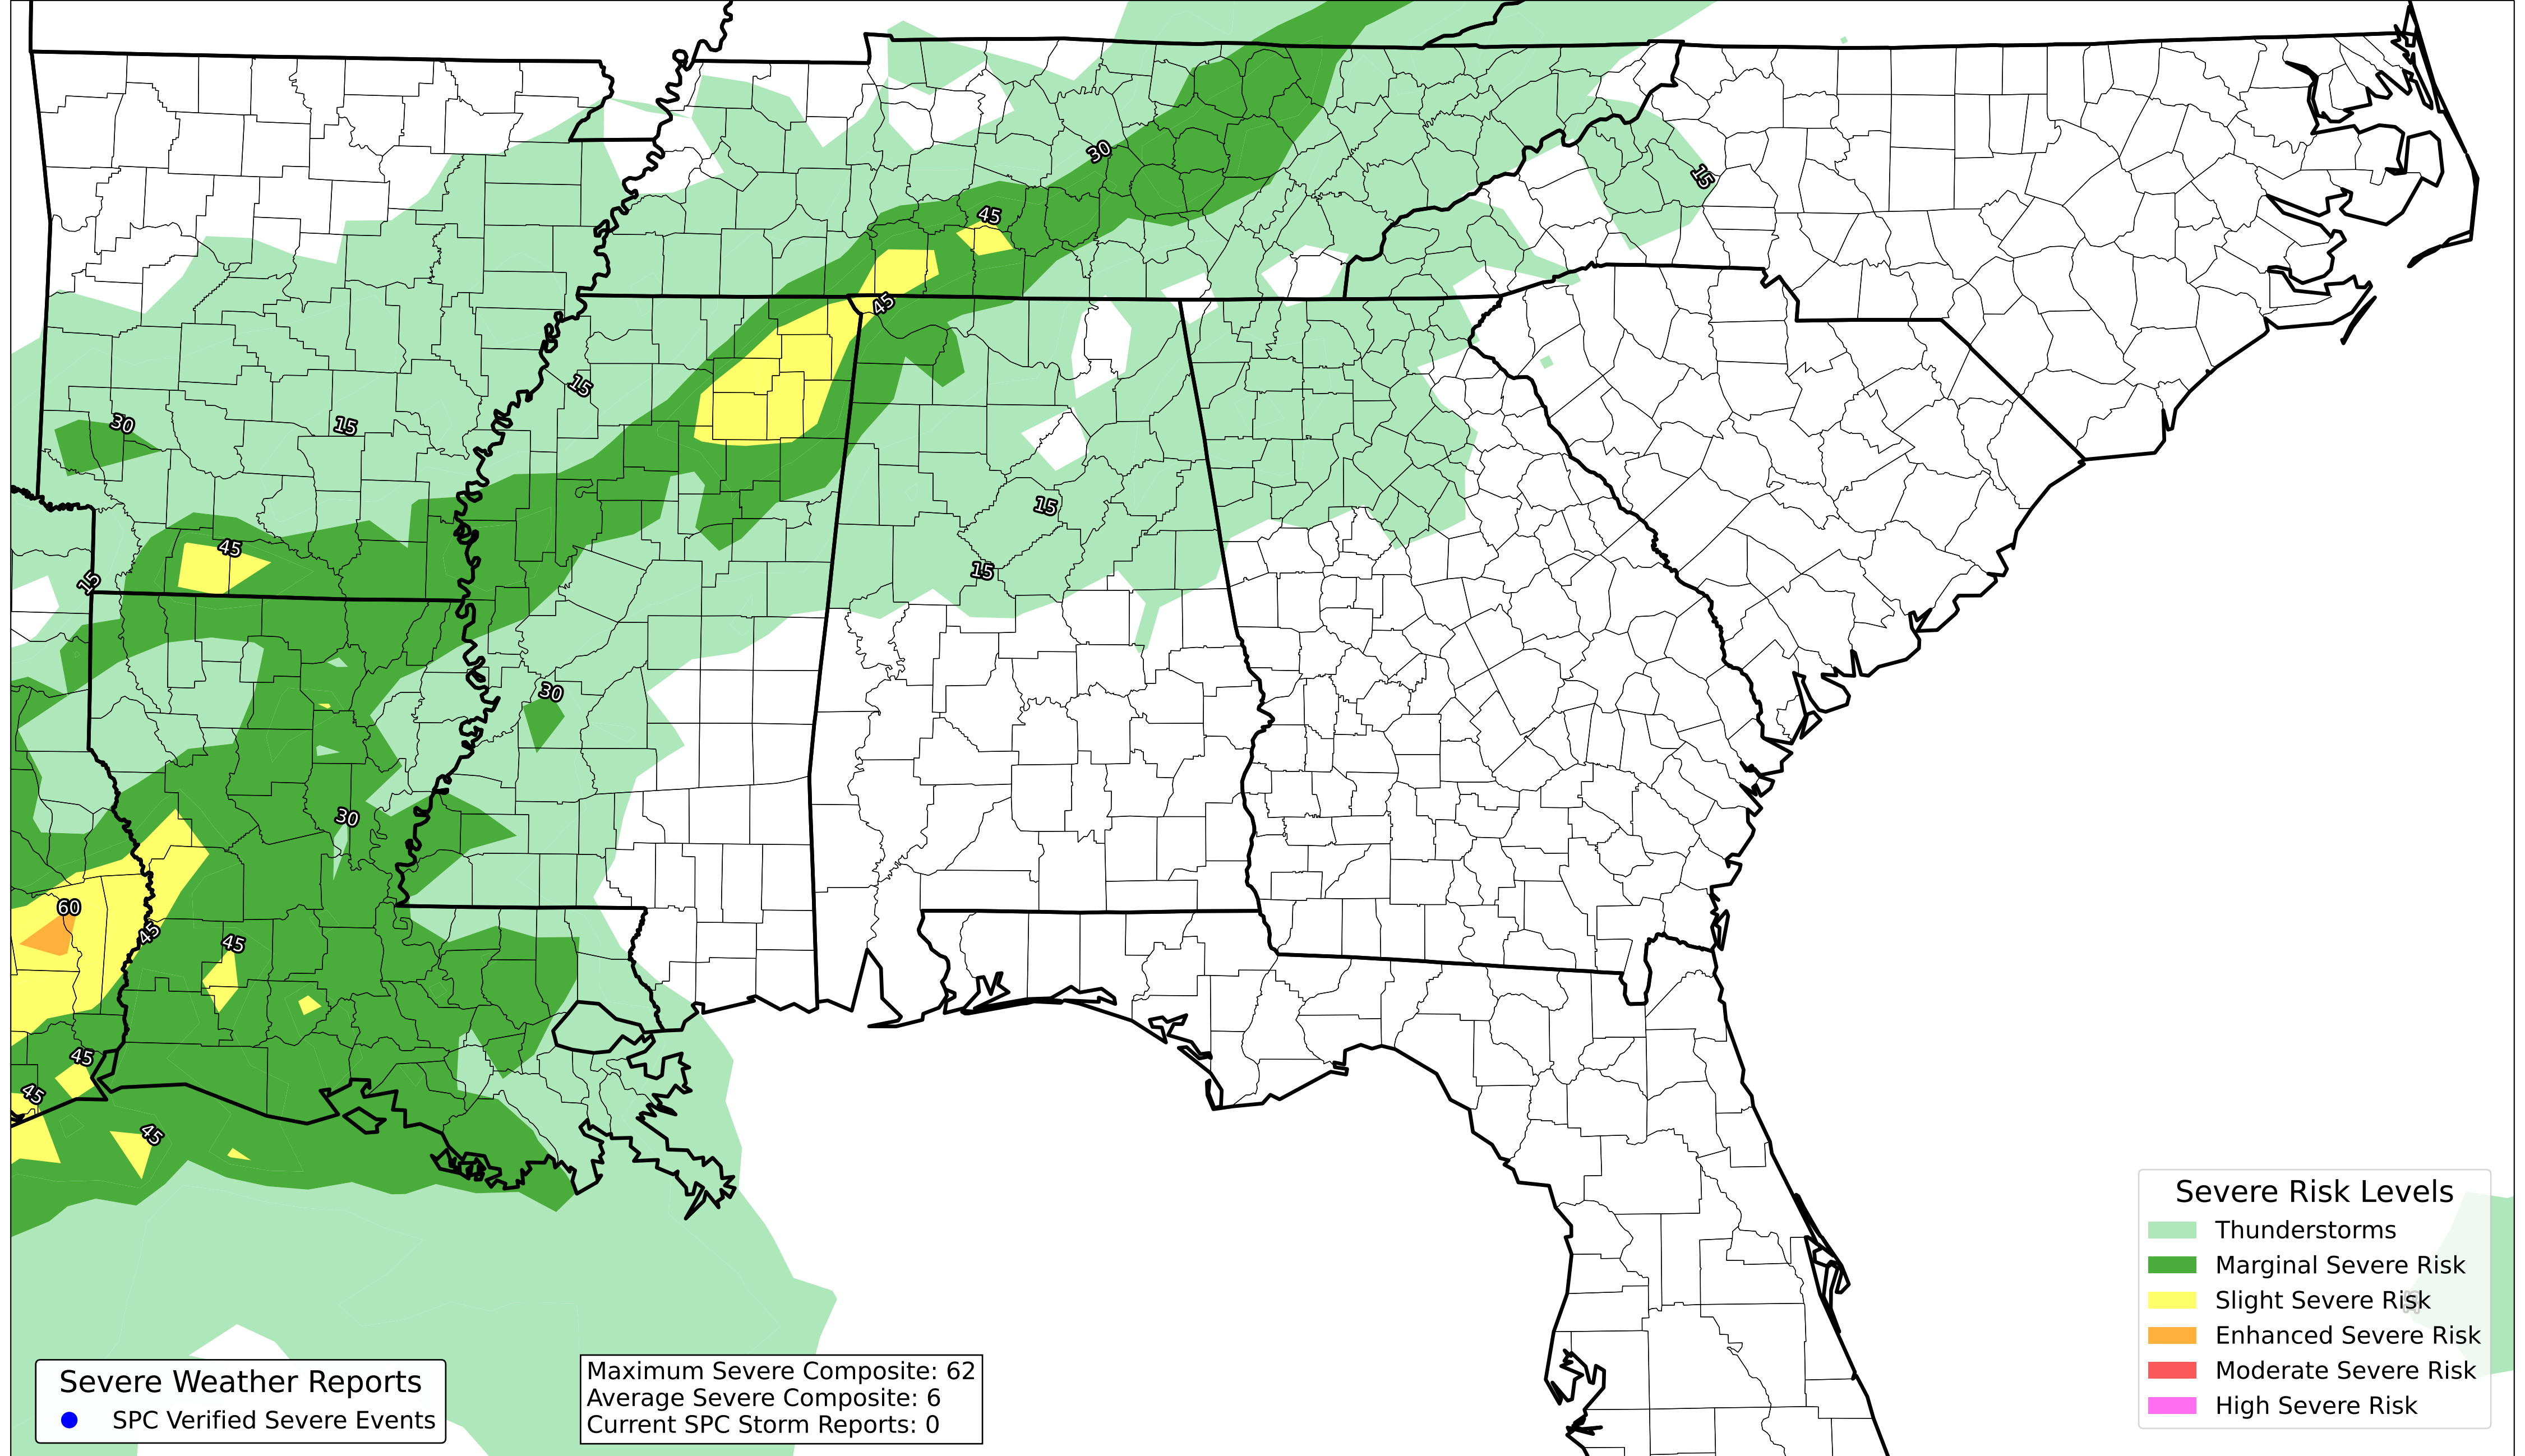 30
15
45
45
15
30
15
15
45
15
15
30
30
60
45
45
45
45
45
Severe Risk Levels
Thunderstorms
Marginal Severe Risk
Slight Severe Risk
Enhanced Severe Risk
Moderate Severe Risk
High Severe Risk
Severe Weather Reports
SPC Verified Severe Events
Maximum Severe Composite: 62
Average Severe Composite: 6
Current SPC Storm Reports: 0